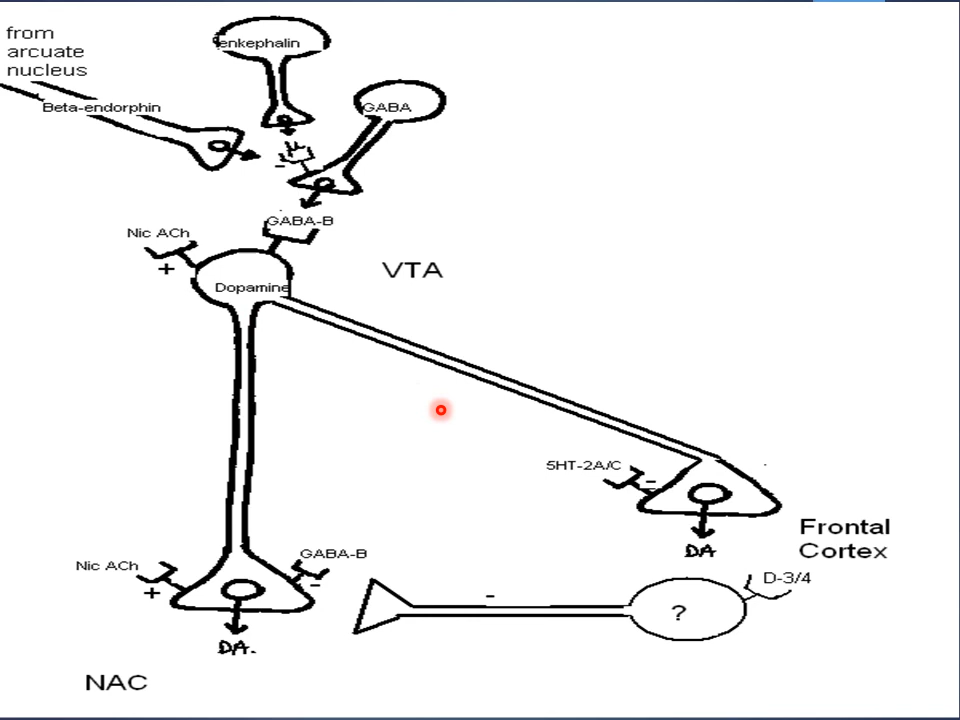 from
arcuate
nucleus
enkephalin
Beta-endorphin
GABA
μ
-
Nic ACh
+
GABA-B
VTA
Dopamine
5HT-2A/C
-
DA
Frontal
Cortex
Nic ACh
+
GABA-B
-
DA.
-
?
D-3/4
NAC